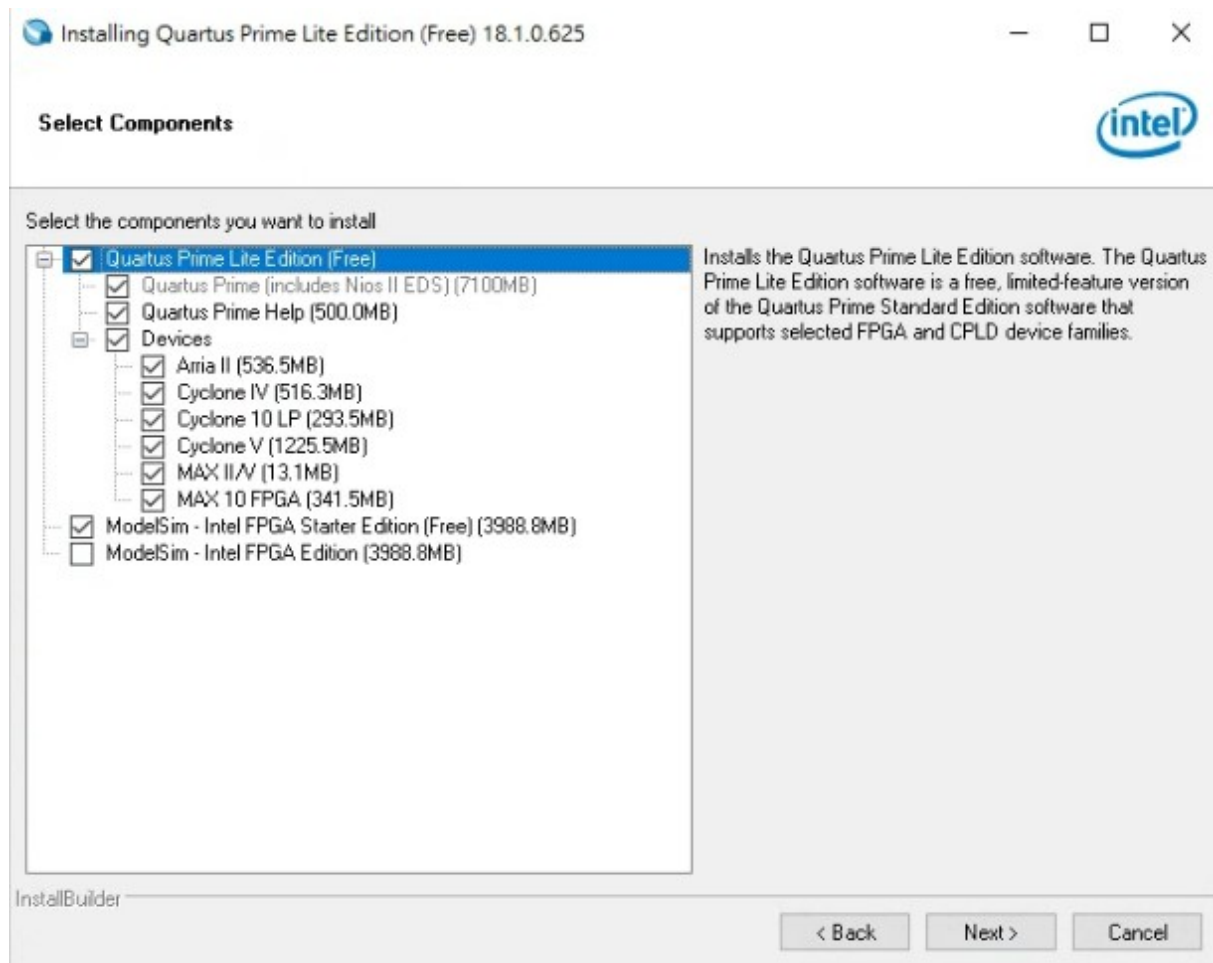 Installing Quartus Prime Lite Edition (Free) 18.1.0.625
Select Components
intel
Select the components you want to install
Quartus Prime Lite Edition (Free)
Quartus Prime (includes Nios II EDS) (7100MB)
Quartus Prime Help (500.0MB)
Devices
Arria II (536.5MB)
Cyclone IV (516.3MB)
Cyclone 10 LP (293.5MB)
Cyclone V (1225.5MB)
MAX II/V (13.1MB)
MAX 10 FPGA (341.5MB)
ModelSim - Intel FPGA Starter Edition (Free) (3988.8MB)
ModelSim - Intel FPGA Edition (3988.8MB)
Installs the Quartus Prime Lite Edition software. The Quartus
Prime Lite Edition software is a free, limited-feature version
of the Quartus Prime Standard Edition software that
supports selected FPGA and CPLD device families.
InstallBuilder
< Back
Next >
Cancel